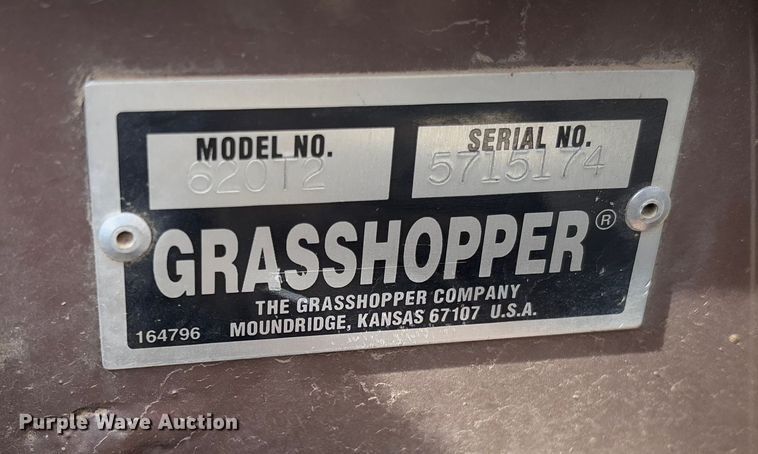 MODEL NO. SERIAL NO.
620T2 5715174
GRASSHOPPER®
THE GRASSHOPPER COMPANY
MOUNDRIDGE, KANSAS 67107 U.S.A.
164796
Purple Wave Auction